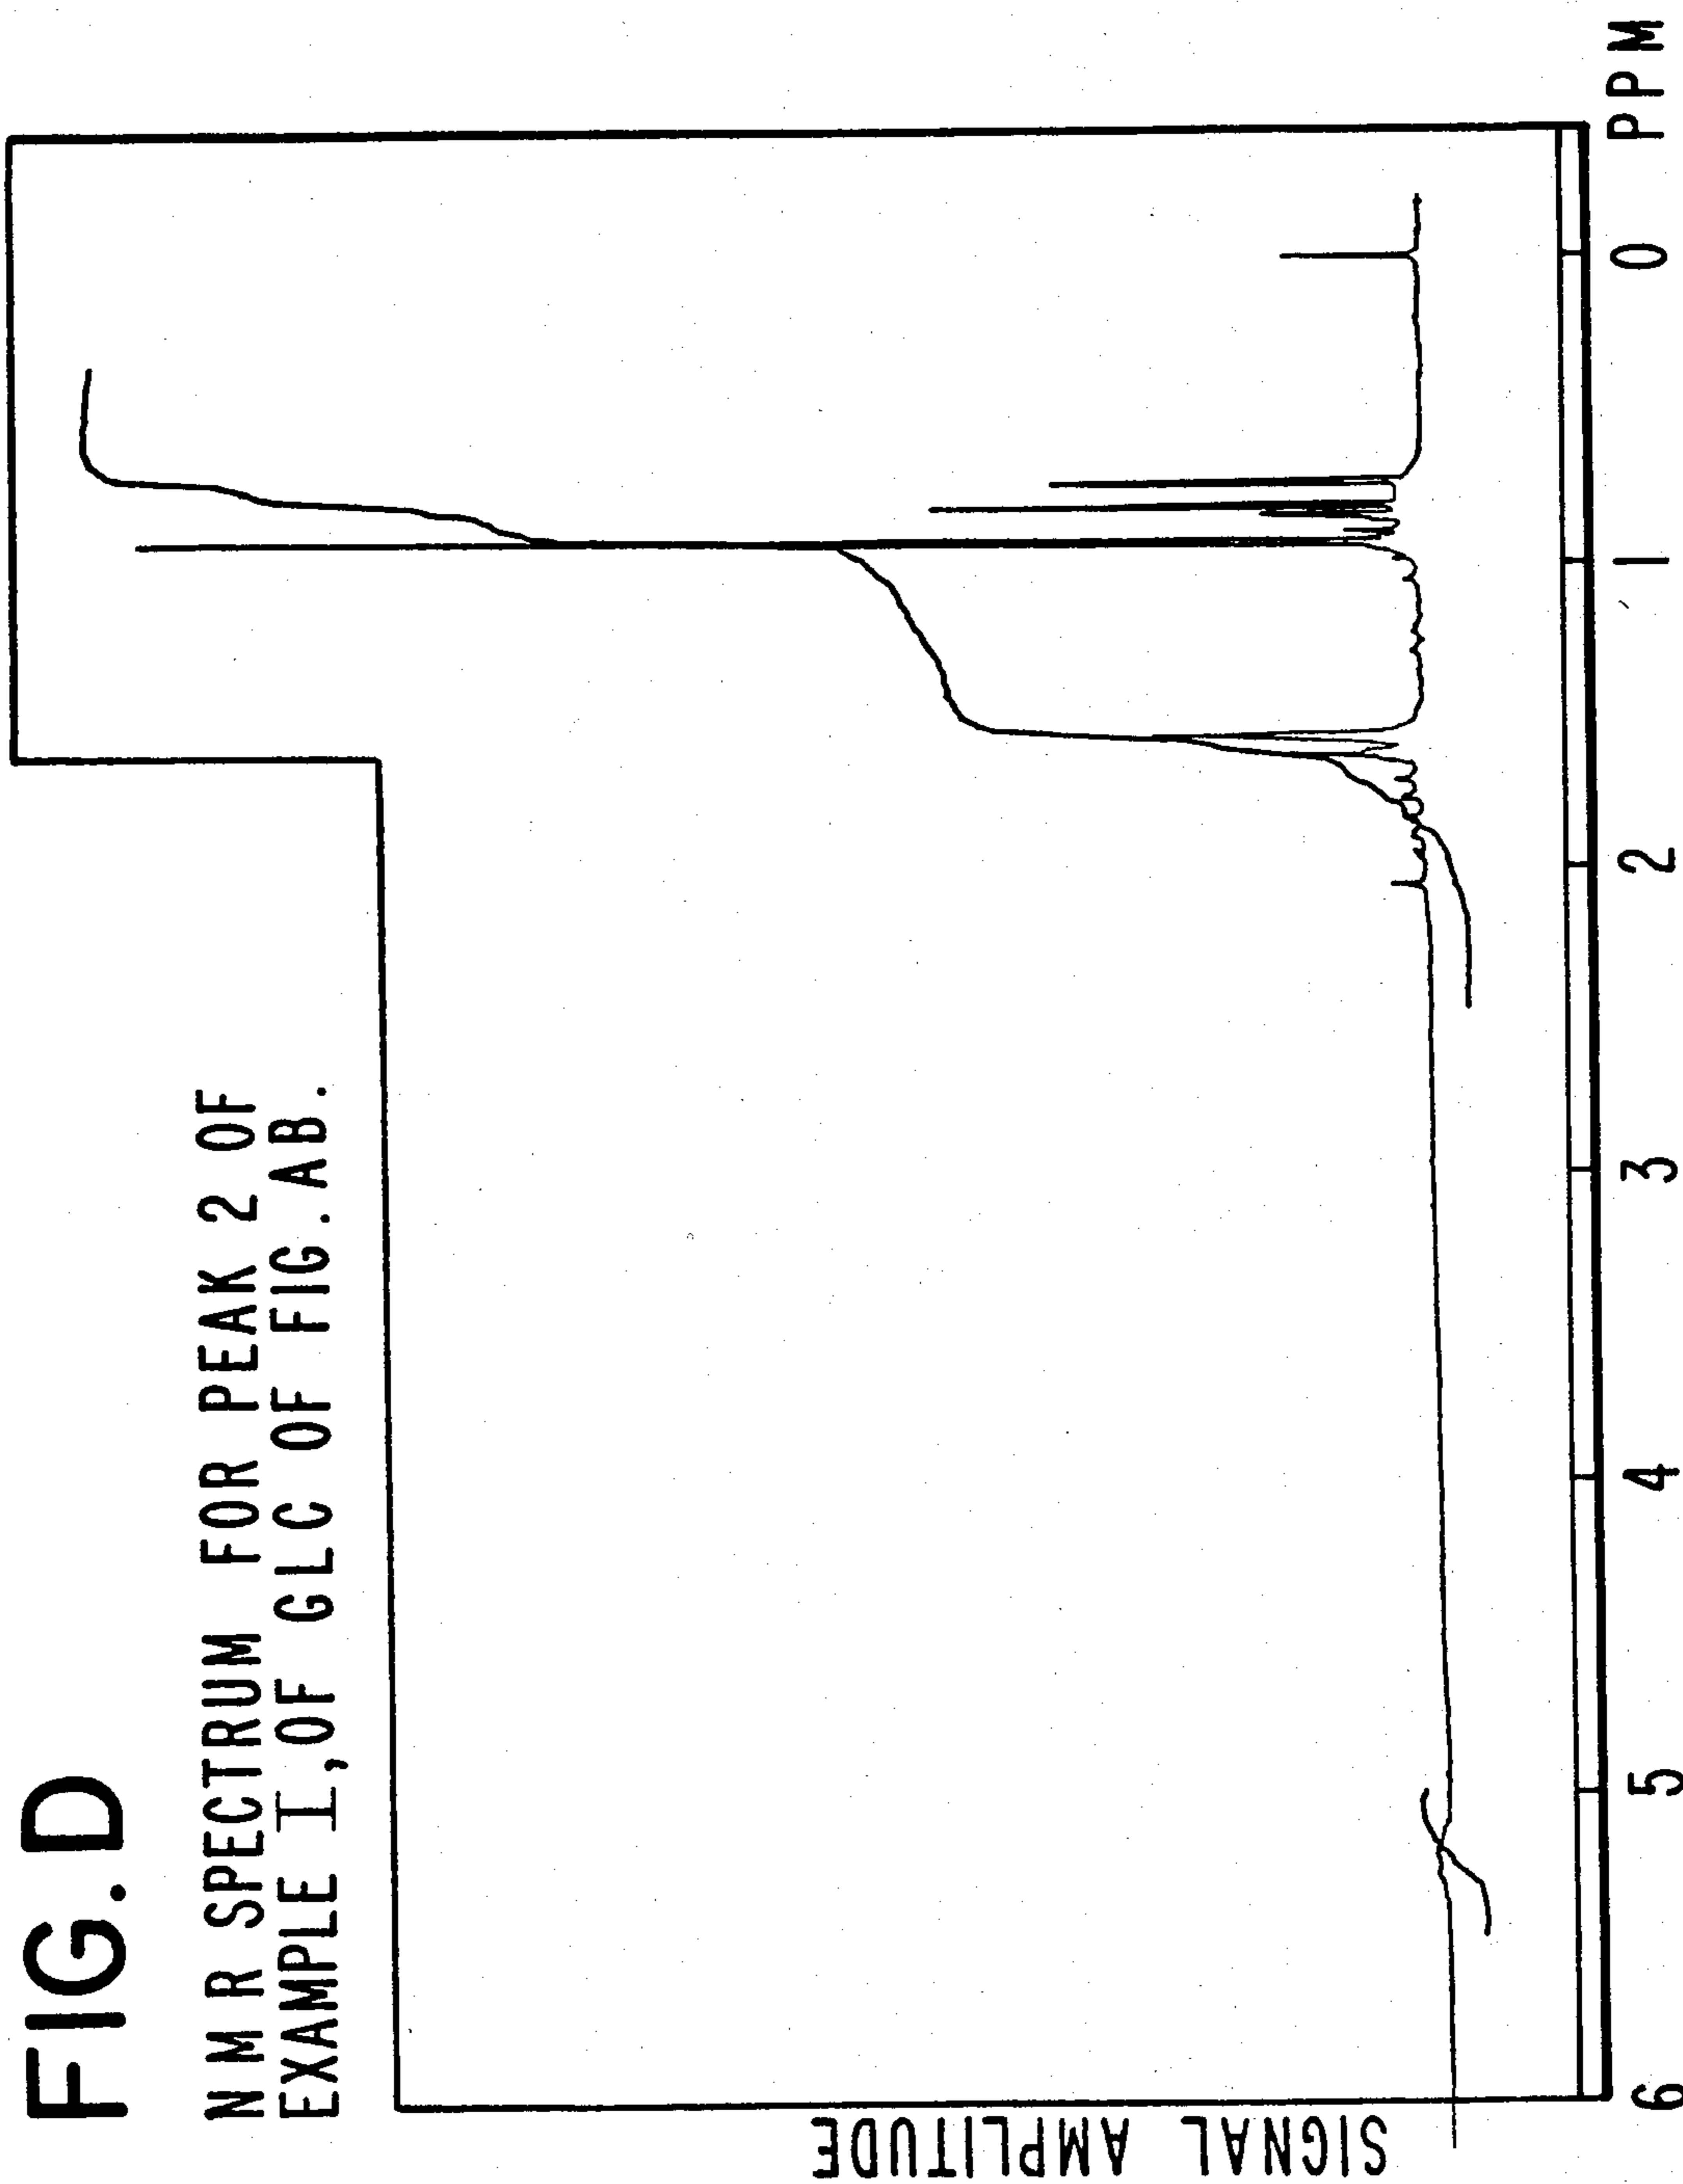 FIG. D
NMR SPECTRUM FOR PEAK 2 OF
EXAMPLE I, OF GLC OF FIG. AB.
SIGNAL AMPLITUDE
6 5 4 3 2 1 0 PPM